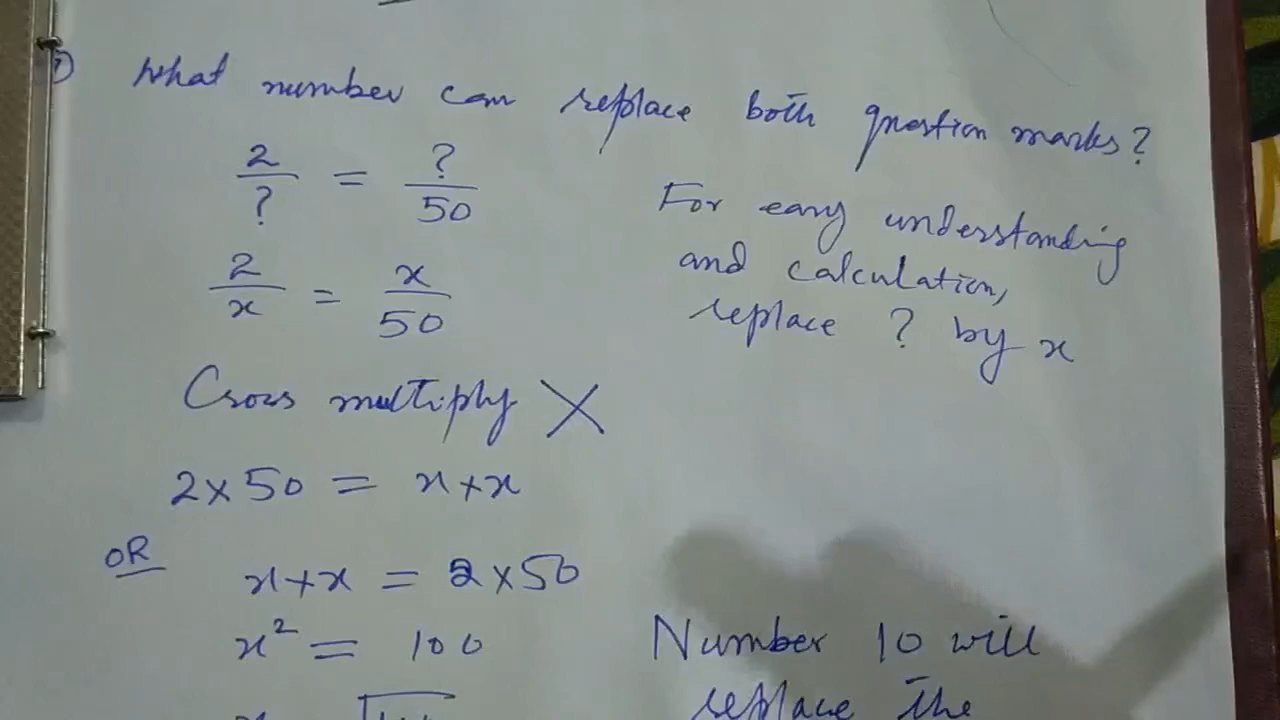 What number can replace both question marks?
2/? = ?/50
For easy understanding
and calculation,
replace ? by x
2/x = x/50
Cross multiply ╳
2 × 50 = x × x
OR
x × x = 2 × 50
x² = 100
Number 10 will
replace the